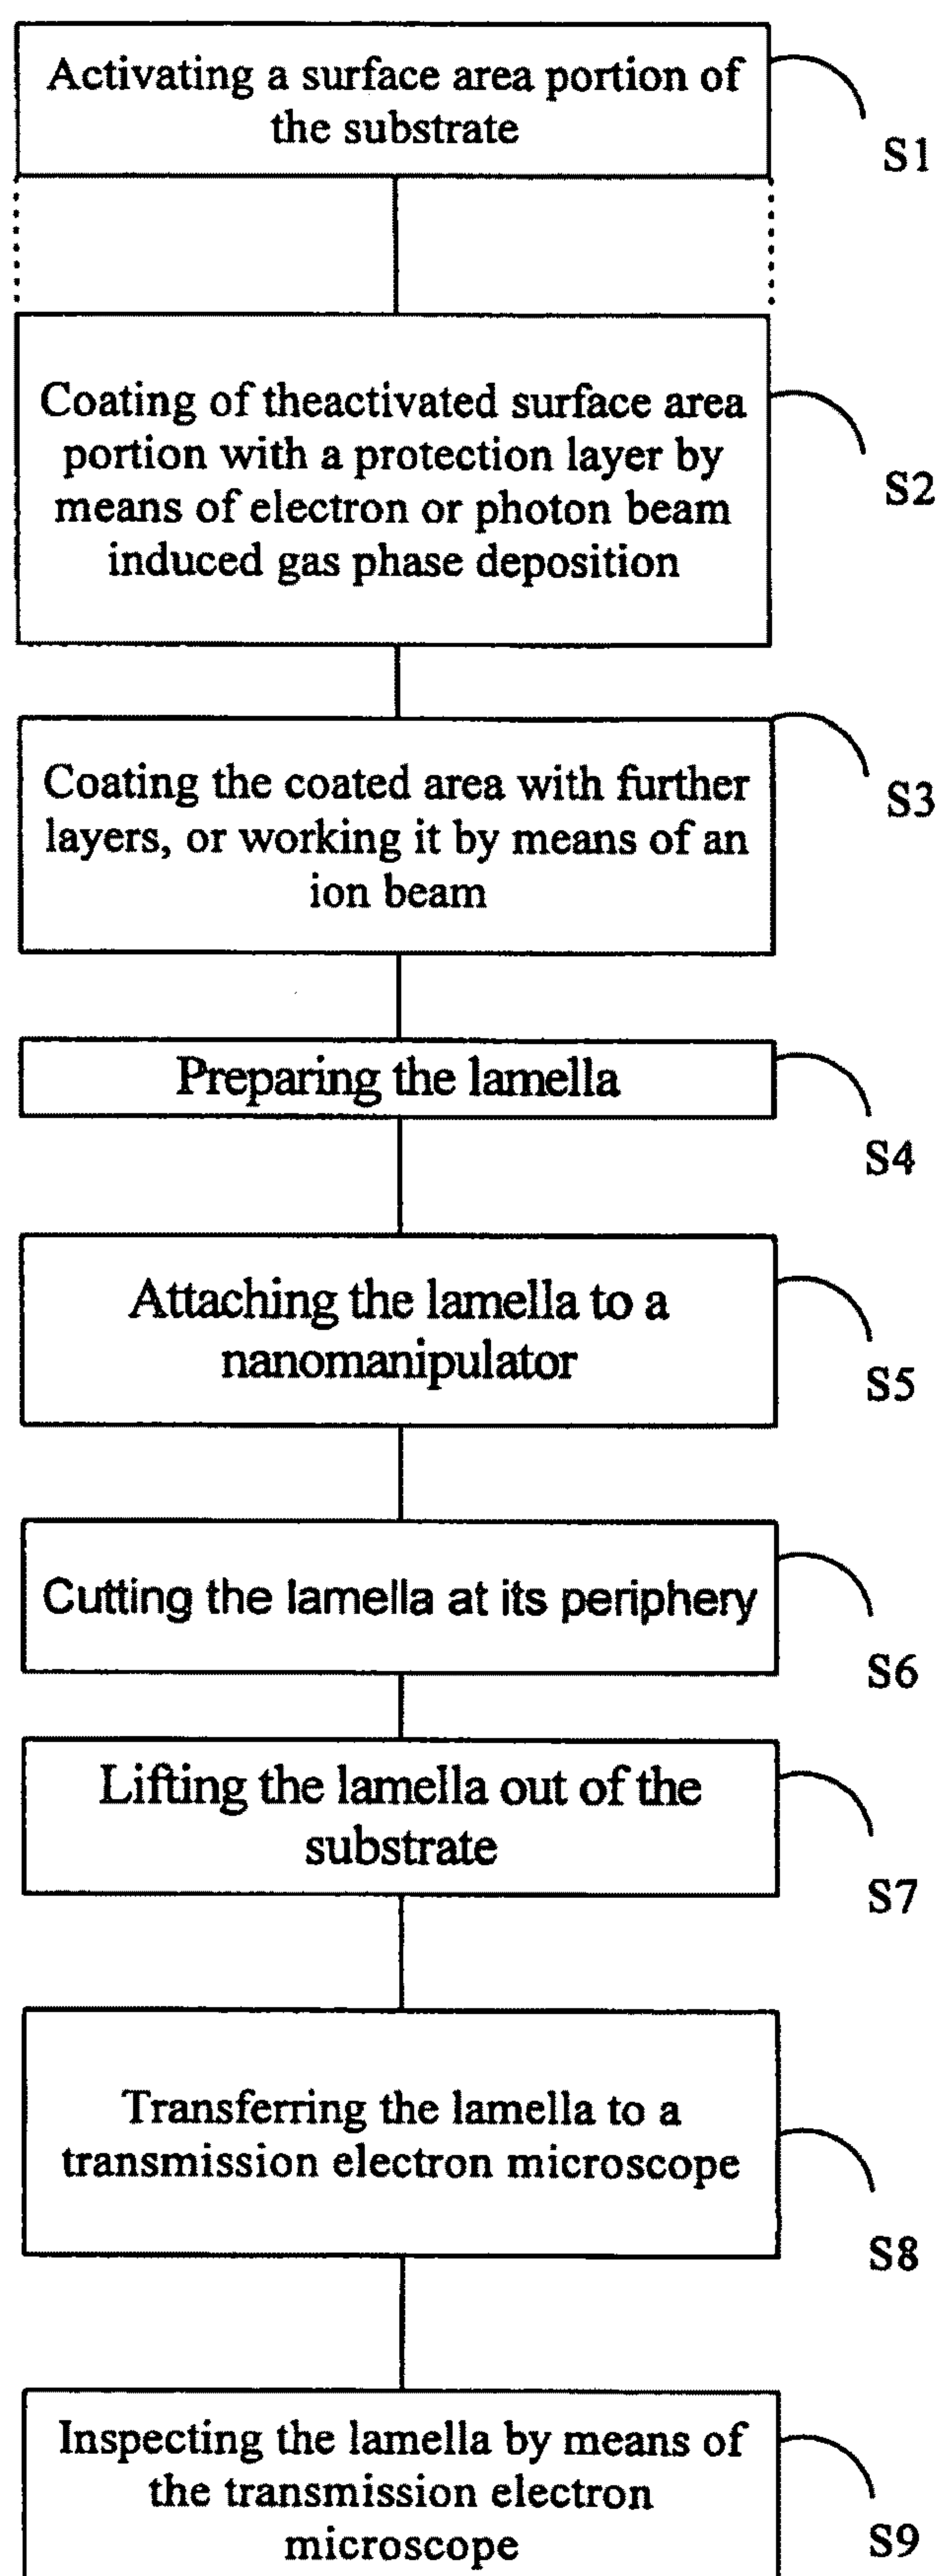 Activating a surface area portion of
the substrate
S1
Coating of theactivated surface area
portion with a protection layer by
means of electron or photon beam
induced gas phase deposition
S2
Coating the coated area with further
layers, or working it by means of an
ion beam
S3
Preparing the lamella
S4
Attaching the lamella to a
nanomanipulator
S5
Cutting the lamella at its periphery
S6
Lifting the lamella out of the
substrate
S7
Transferring the lamella to a
transmission electron microscope
S8
Inspecting the lamella by means of
the transmission electron
microscope
S9